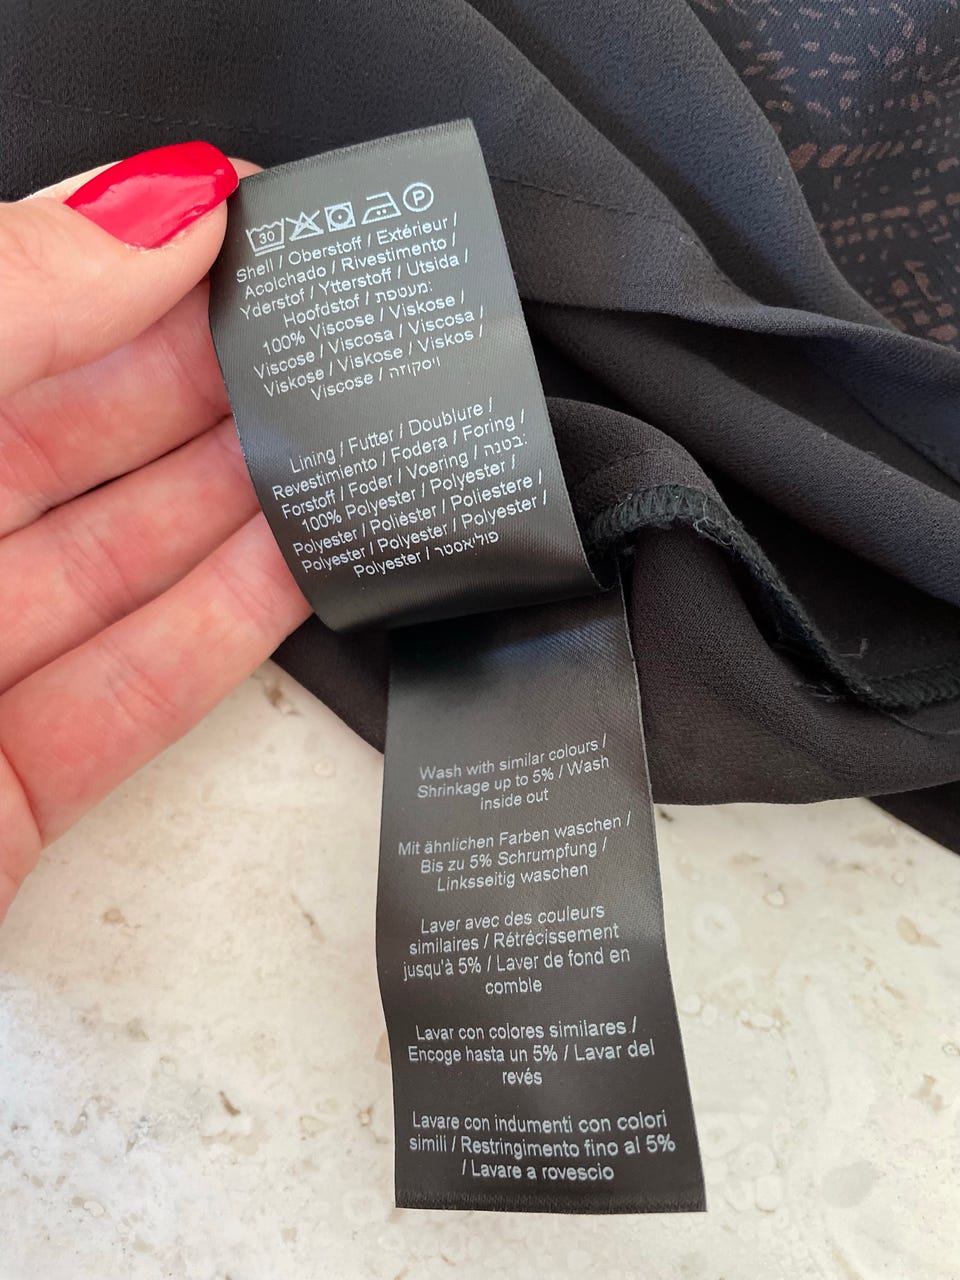 30 P
Shell / Oberstoff / Extérieur /
Acolchado / Rivestimento /
Yderstof / Ytterstoff / Utsida /
Hoofdstof / מעטפת:
100% Viscose / Viskose /
Viscose / Viscosa / Viscosa /
Viskose / Viskose / Viskos /
Viscose / ויסקוזה
Lining / Futter / Doublure /
Revestimiento / Fodera / Foring /
Forstoff / Foder / Voering / בטנה:
100% Polyester / Polyester /
Polyester / Poliéster / Poliestere /
Polyester / Polyester / Polyester /
Polyester / פוליאסטר
Wash with similar colours /
Shrinkage up to 5% / Wash
inside out
Mit ähnlichen Farben waschen /
Bis zu 5% Schrumpfung /
Linksseitig waschen
Laver avec des couleurs
similaires / Rétrécissement
jusqu'à 5% / Laver de fond en
comble
Lavar con colores similares /
Encoge hasta un 5% / Lavar del
revés
Lavare con indumenti con colori
simili / Restringimento fino al 5%
/ Lavare a rovescio